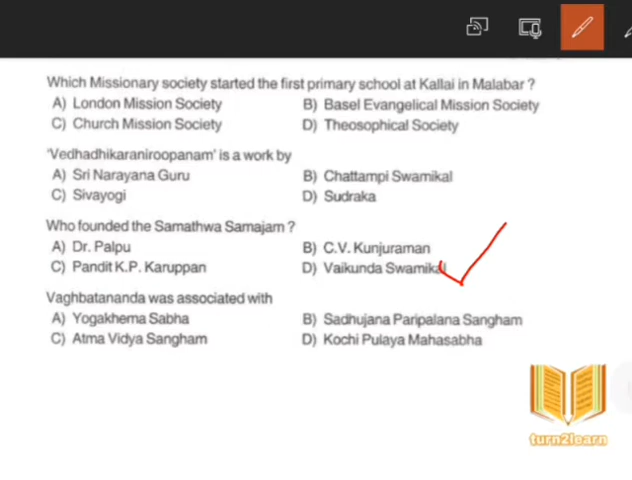 Which Missionary society started the first primary school at Kallai in Malabar ?
A) London Mission Society B) Basel Evangelical Mission Society
C) Church Mission Society D) Theosophical Society
'Vedhadhikaraniroopanam' is a work by
A) Sri Narayana Guru B) Chattampi Swamikal
C) Sivayogi D) Sudraka
Who founded the Samathwa Samajam ?
A) Dr. Palpu B) C.V. Kunjuraman
C) Pandit K.P. Karuppan D) Vaikunda Swamikal
Vaghbatananda was associated with
A) Yogakhema Sabha B) Sadhujana Paripalana Sangham
C) Atma Vidya Sangham D) Kochi Pulaya Mahasabha
turn2learn